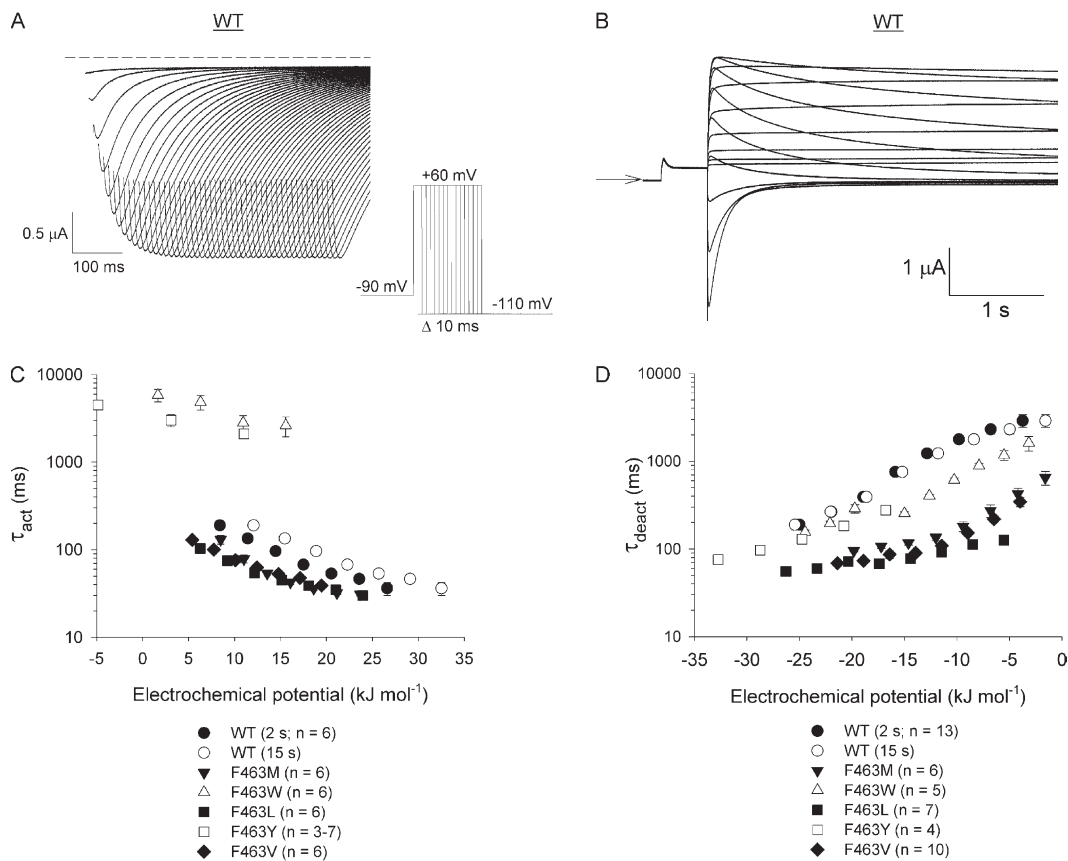 A
WT
0.5 μA
100 ms
+60 mV
-90 mV
-110 mV
Δ 10 ms
B
WT
1 μA
1 s
C
10000
1000
100
10
τact (ms)
-5 0 5 10 15 20 25 30 35
Electrochemical potential (kJ mol-1)
WT (2 s; n = 6)
WT (15 s)
F463M (n = 6)
F463W (n = 6)
F463L (n = 6)
F463Y (n = 3-7)
F463V (n = 6)
D
10000
1000
100
10
τdeact (ms)
-35 -30 -25 -20 -15 -10 -5 0
Electrochemical potential (kJ mol-1)
WT (2 s; n = 13)
WT (15 s)
F463M (n = 6)
F463W (n = 5)
F463L (n = 7)
F463Y (n = 4)
F463V (n = 10)